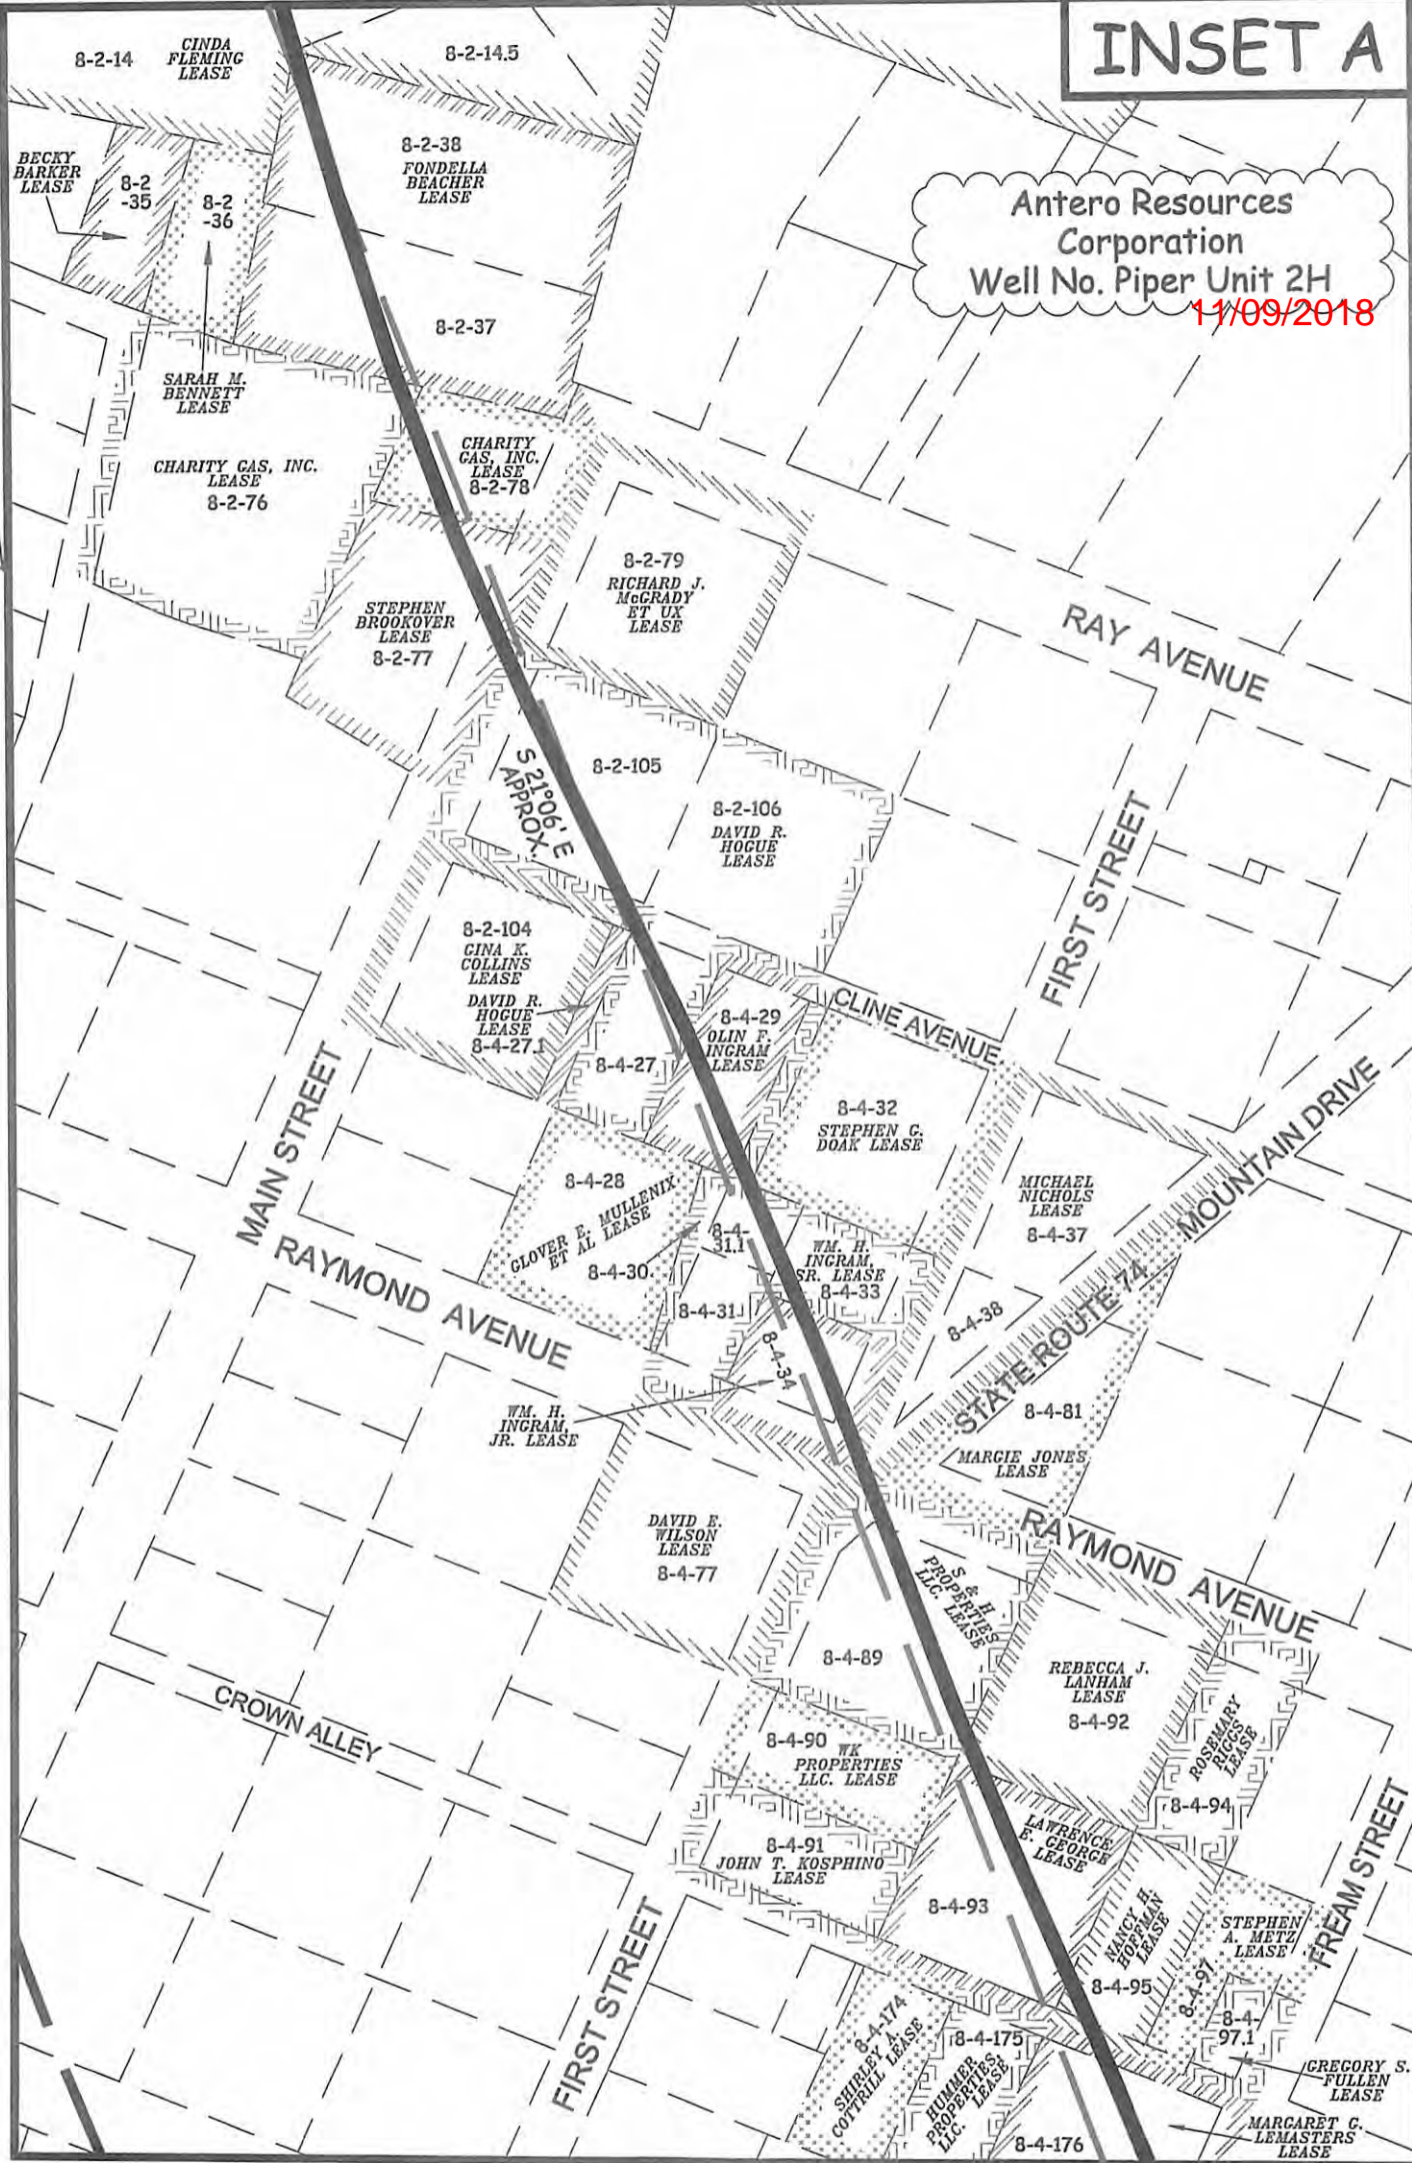 INSET A
8-2-14
CINDA
FLEMING
LEASE
8-2-14.5
BECKY
BARKER
LEASE
8-2
-35
8-2
-36
8-2-38
FONDELLA
BEACHER
LEASE
Antero Resources
Corporation
Well No. Piper Unit 2H
11/09/2018
8-2-37
SARAH M.
BENNETT
LEASE
CHARITY GAS, INC.
LEASE
8-2-76
CHARITY
GAS, INC.
LEASE
8-2-78
8-2-79
RICHARD J.
McGRADY
ET UX
LEASE
STEPHEN
BROOKOVER
LEASE
8-2-77
RAY AVENUE
S 21°06' E
APPROX.
8-2-105
8-2-106
DAVID R.
HOGUE
LEASE
FIRST STREET
8-2-104
GINA K.
COLLINS
LEASE
DAVID R.
HOGUE
LEASE
8-4-27.1
8-4-27
8-4-29
OLIN F.
INGRAM
LEASE
CLINE AVENUE
8-4-32
STEPHEN G.
DOAK LEASE
MAIN STREET
MOUNTAIN DRIVE
MICHAEL
NICHOLS
LEASE
8-4-37
8-4-28
GLOVER E. MULLENIX
ET AL LEASE
8-4-30
8-4-
31.1
WM. H.
INGRAM,
SR. LEASE
8-4-33
RAYMOND AVENUE
8-4-31
8-4-34
8-4-38
STATE ROUTE 74
8-4-81
MARGIE JONES
LEASE
WM. H.
INGRAM,
JR. LEASE
DAVID E.
WILSON
LEASE
8-4-77
RAYMOND AVENUE
S & H
PROPERTIES
LLC. LEASE
8-4-89
REBECCA J.
LANHAM
LEASE
8-4-92
ROSEMARY
RIGGS
LEASE
8-4-94
CROWN ALLEY
8-4-90
WK
PROPERTIES
LLC. LEASE
8-4-91
JOHN T. KOSPHINO
LEASE
LAWRENCE
E. GEORGE
LEASE
8-4-93
NANCY H.
HOFFMAN
LEASE
8-4-95
STEPHEN
A. METZ
LEASE
8-4-97
8-4-
97.1
FREAM STREET
FIRST STREET
8-4-174
SHIRLEY A.
COTTRILL LEASE
8-4-175
HUMMER
PROPERTIES,
LLC. LEASE
8-4-176
GREGORY S.
FULLEN
LEASE
MARGARET G.
LEMASTERS
LEASE